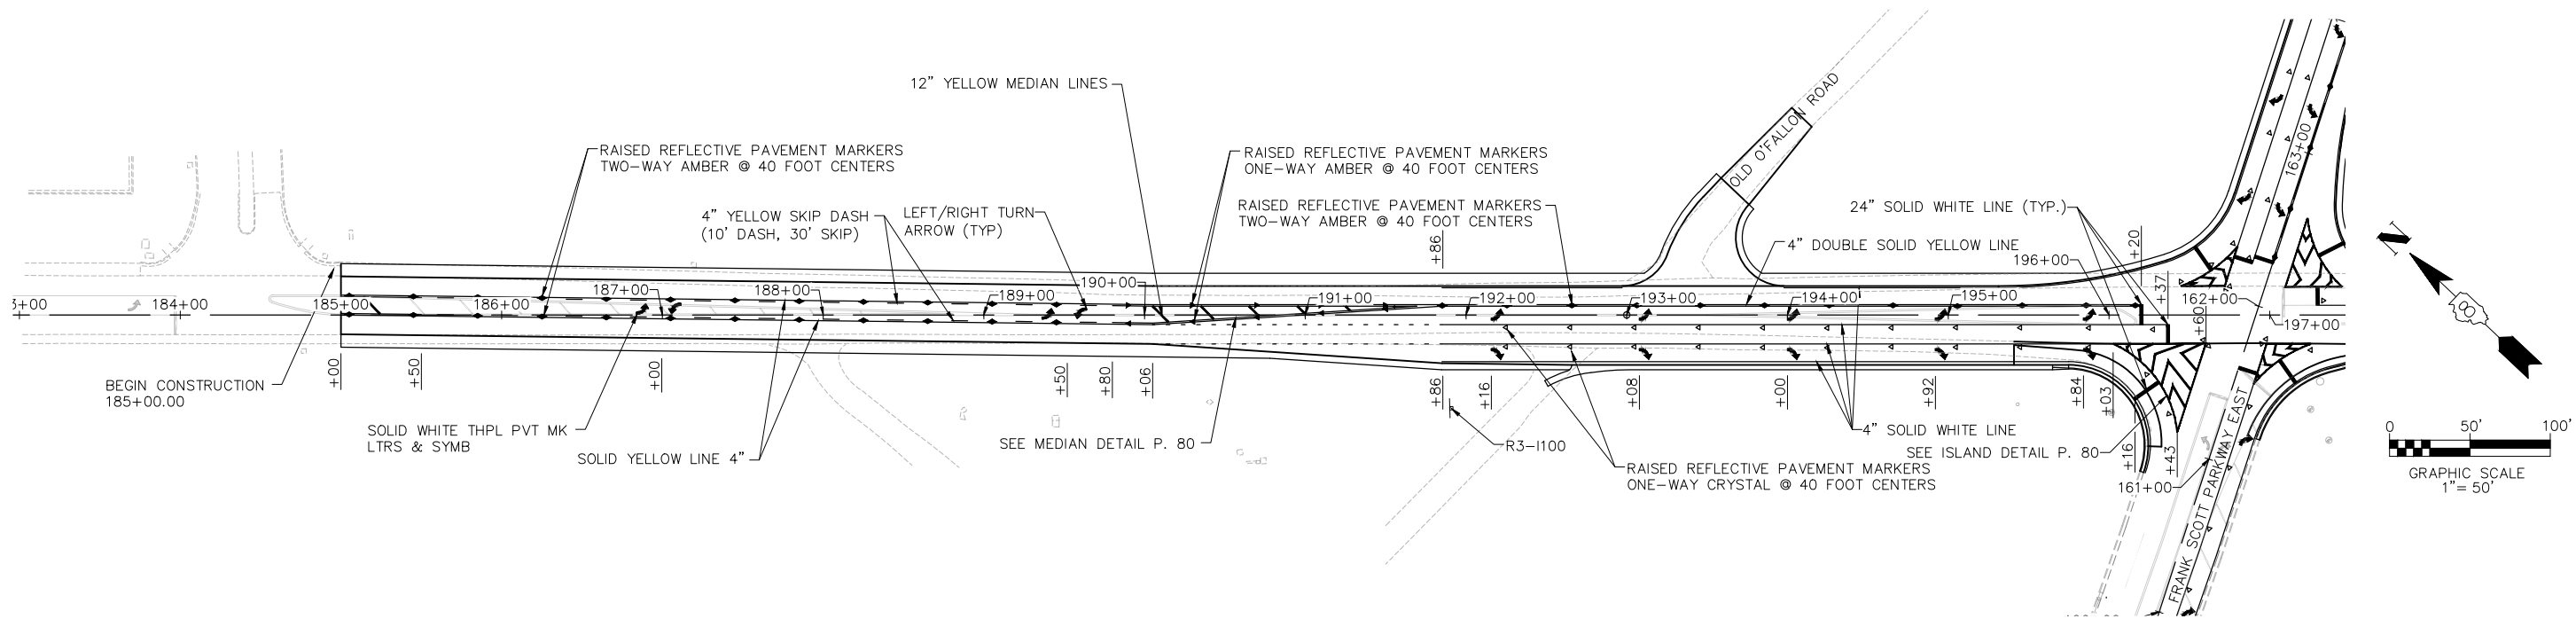 12" YELLOW MEDIAN LINES
RAISED REFLECTIVE PAVEMENT MARKERS
TWO-WAY AMBER @ 40 FOOT CENTERS
RAISED REFLECTIVE PAVEMENT MARKERS
ONE-WAY AMBER @ 40 FOOT CENTERS
4" YELLOW SKIP DASH
(10' DASH, 30' SKIP)
LEFT/RIGHT TURN
ARROW (TYP)
RAISED REFLECTIVE PAVEMENT MARKERS
TWO-WAY AMBER @ 40 FOOT CENTERS
OLD O'FALLON ROAD
24" SOLID WHITE LINE (TYP.)
4" DOUBLE SOLID YELLOW LINE
163+00
N
+86
+20
+37
+60
3+00
184+00
185+00
186+00
187+00
188+00
189+00
190+00
191+00
192+00
193+00
194+00
195+00
196+00
162+00
197+00
BEGIN CONSTRUCTION
185+00.00
+00
+50
+00
+50
+80
+06
+86
+16
+08
+00
+92
+84
+03
+16
+43
SOLID WHITE THPL PVT MK
LTRS & SYMB
SOLID YELLOW LINE 4"
SEE MEDIAN DETAIL P. 80
R3-I100
4" SOLID WHITE LINE
SEE ISLAND DETAIL P. 80
RAISED REFLECTIVE PAVEMENT MARKERS
ONE-WAY CRYSTAL @ 40 FOOT CENTERS
161+00
FRANK SCOTT PARKWAY EAST
0 50' 100'
GRAPHIC SCALE
1"= 50'